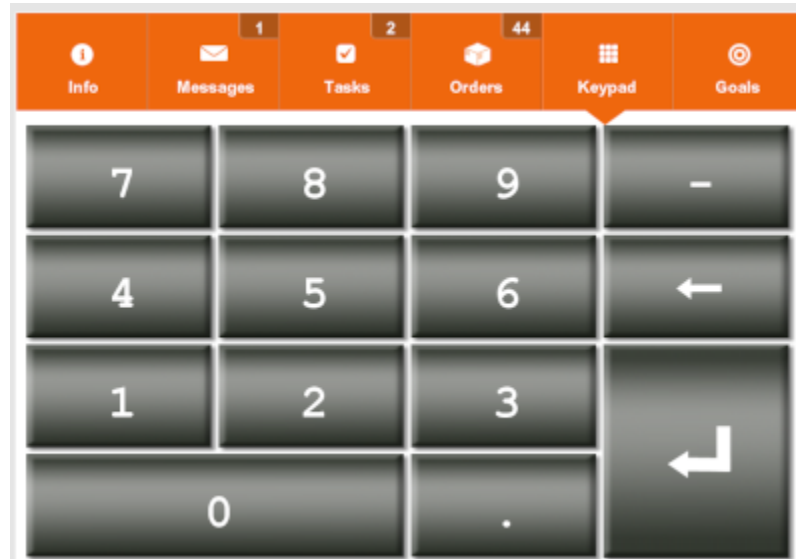 1 2 44
Info Messages Tasks Orders Keypad Goals
7 8 9 -
4 5 6 ←
1 2 3
0 .